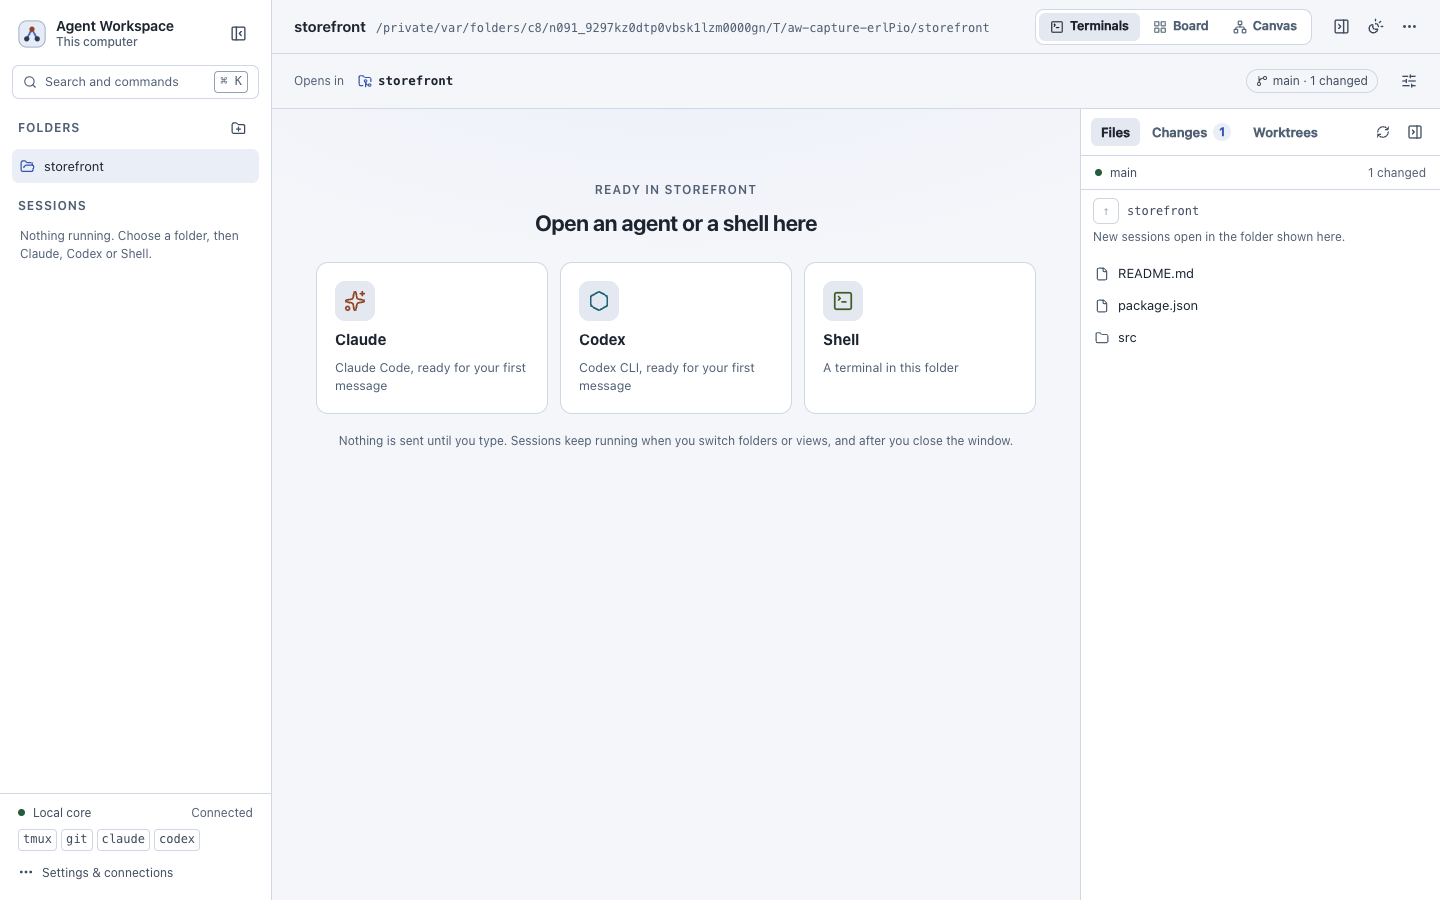 Agent Workspace
This computer
Search and commands
⌘ K
FOLDERS
storefront
SESSIONS
Nothing running. Choose a folder, then
Claude, Codex or Shell.
Local core
Connected
tmux git claude codex
Settings & connections
storefront /private/var/folders/c8/n091_9297kz0dtp0vbsk1lzm0000gn/T/aw-capture-erlPio/storefront
Terminals
Board
Canvas
Opens in storefront
main · 1 changed
READY IN STOREFRONT
Open an agent or a shell here
Claude
Claude Code, ready for your first
message
Codex
Codex CLI, ready for your first
message
Shell
A terminal in this folder
Nothing is sent until you type. Sessions keep running when you switch folders or views, and after you close the window.
Files
Changes 1
Worktrees
main
1 changed
↑ storefront
New sessions open in the folder shown here.
README.md
package.json
src